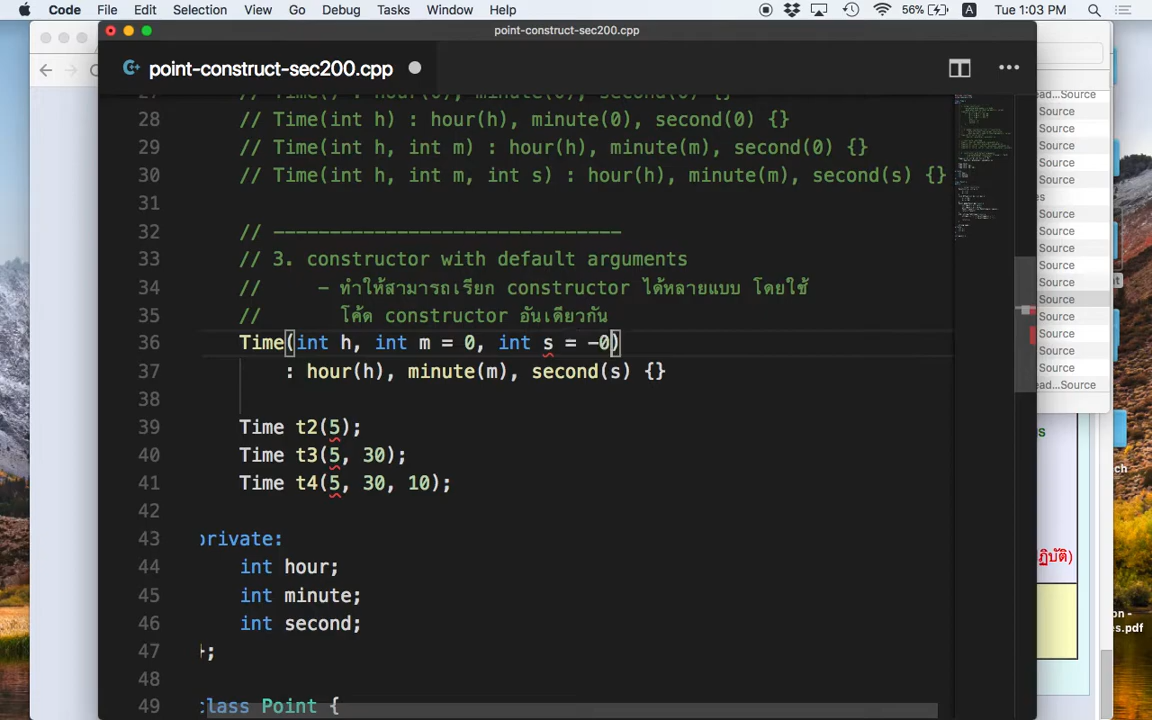 Code File Edit Selection View Go Debug Tasks Window Help 56% A Tue 1:03 PM
point-construct-sec200.cpp
point-construct-sec200.cpp
28 // Time(int h) : hour(h), minute(0), second(0) {}
29 // Time(int h, int m) : hour(h), minute(m), second(0) {}
30 // Time(int h, int m, int s) : hour(h), minute(m), second(s) {}
31
32 // -------------------------------
33 // 3. constructor with default arguments
34 // - ทำให้สามารถเรียก constructor ได้หลายแบบ โดยใช้
35 // โค้ด constructor อันเดียวกัน
36 Time(int h, int m = 0, int s = -0)
37 : hour(h), minute(m), second(s) {}
38
39 Time t2(5);
40 Time t3(5, 30);
41 Time t4(5, 30, 10);
42
43 private:
44 int hour;
45 int minute;
46 int second;
47 };
48
49 class Point {
ead...Source
Source
Source
Source
Source
Source
es
Source
Source
Source
Source
Source
Source
Source
Source
Source
Source
ead...Source